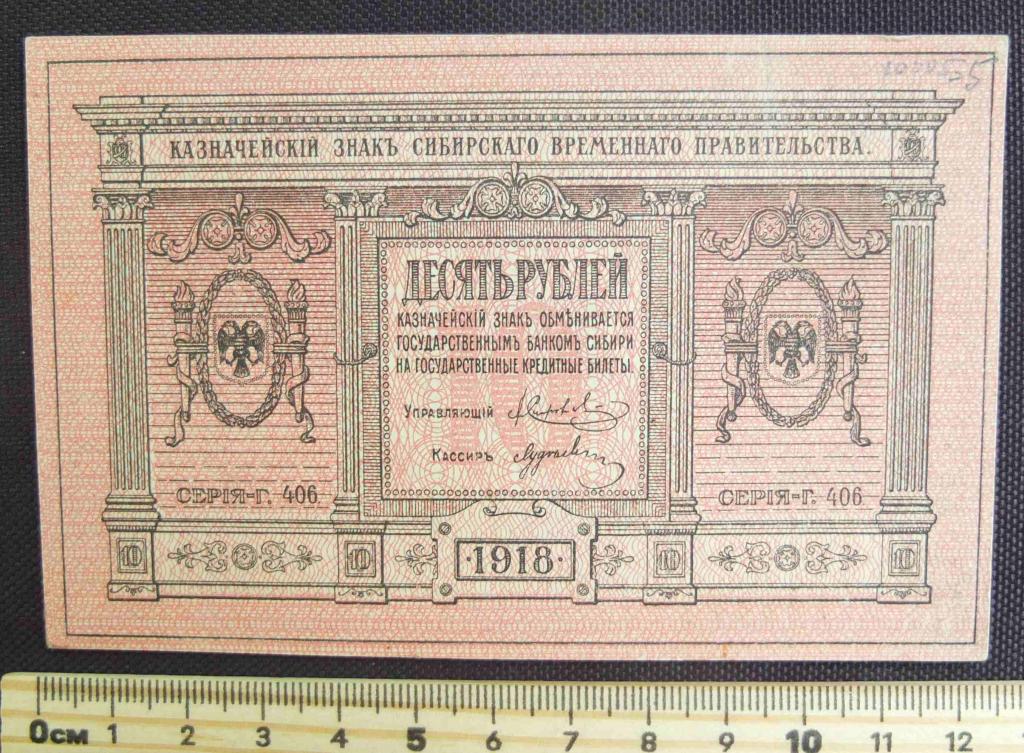 КАЗНАЧЕЙСКІЙ ЗНАКЪ СИБИРСКАГО ВРЕМЕННАГО ПРАВИТЕЛЬСТВА.
ДЕСЯТЬ РУБЛЕЙ
КАЗНАЧЕЙСКІЙ ЗНАКЪ ОБМѢНИВАЕТСЯ
ГОСУДАРСТВЕННЫМЪ БАНКОМЪ СИБИРИ
НА ГОСУДАРСТВЕННЫЕ КРЕДИТНЫЕ БИЛЕТЫ.
УПРАВЛЯЮЩІЙ
КАССИРЪ
СЕРІЯ-Г. 406.
СЕРІЯ-Г. 406
10 10 ·1918· 10 10
0см 1 2 3 4 5 6 7 8 9 10 11 12